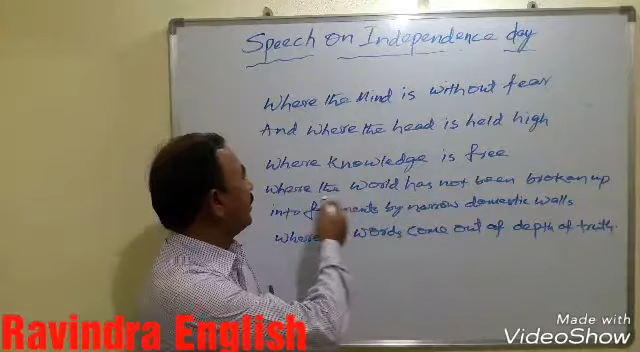 Speech on Independence day
Where the Mind is without fear
And where the head is held high
Where Knowledge is free
where the World has not been broken up
into by narrow domestic walls
where words come out of depth of truth.
Ravindra English
Made with
VideoShow